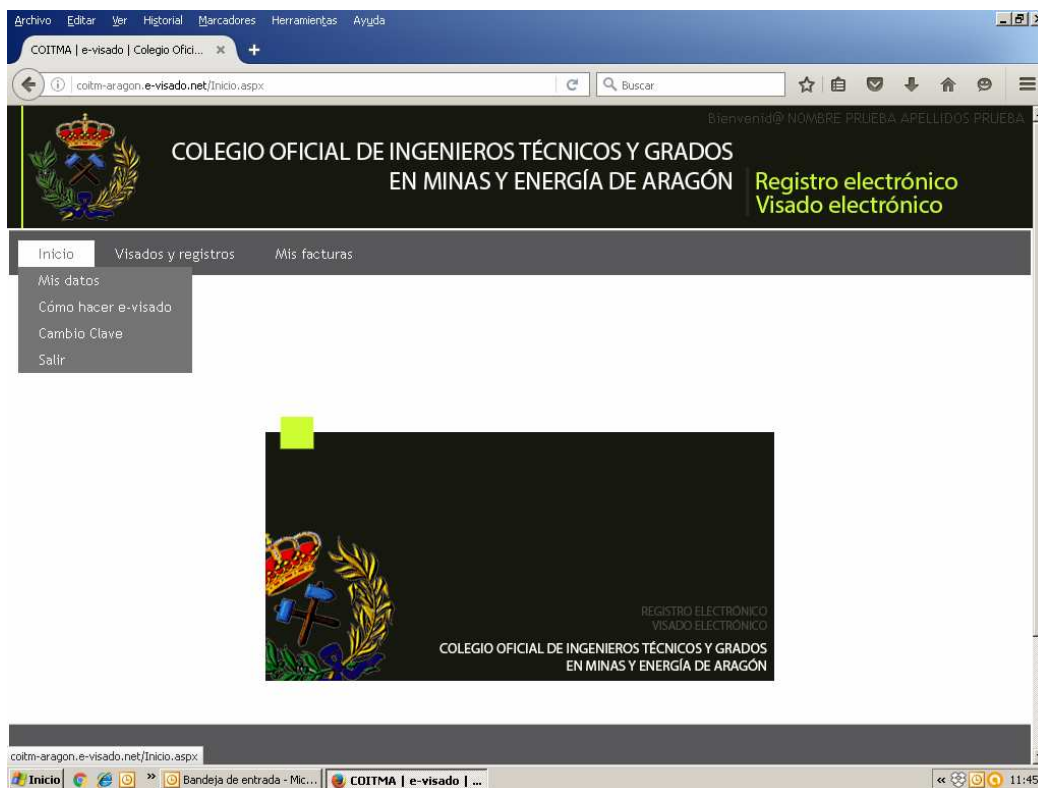 Archivo Editar Ver Historial Marcadores Herramientas Ayuda
COITMA | e-visado | Colegio Ofici...
coitm-aragon.e-visado.net/Inicio.aspx
Buscar
Bienvenid@ NOMBRE PRUEBA APELLIDOS PRUEBA
COLEGIO OFICIAL DE INGENIEROS TÉCNICOS Y GRADOS
EN MINAS Y ENERGÍA DE ARAGÓN
Registro electrónico
Visado electrónico
Inicio Visados y registros Mis facturas
Mis datos
Cómo hacer e-visado
Cambio Clave
Salir
REGISTRO ELECTRÓNICO
VISADO ELECTRÓNICO
COLEGIO OFICIAL DE INGENIEROS TÉCNICOS Y GRADOS
EN MINAS Y ENERGÍA DE ARAGÓN
coitm-aragon.e-visado.net/Inicio.aspx
Inicio » Bandeja de entrada - Mic... COITMA | e-visado | ... « 11:45